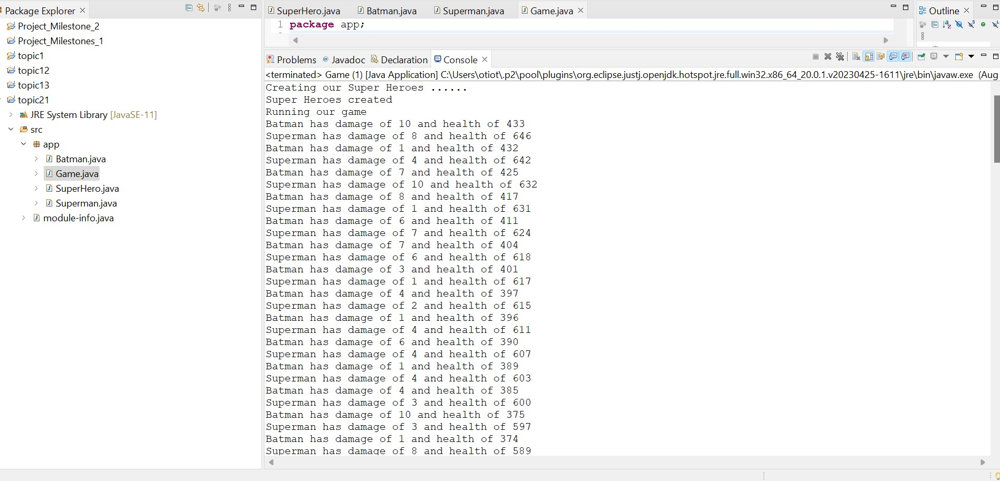 Package Explorer
Project_Milestone_2
Project_Milestones_1
topic1
topic12
topic13
topic21
JRE System Library [JavaSE-11]
src
app
Batman.java
Game.java
SuperHero.java
Superman.java
module-info.java
SuperHero.java Batman.java Superman.java Game.java
1 package app;
Outline
Problems Javadoc Declaration Console
<terminated> Game (1) [Java Application] C:\Users\otiot\.p2\pool\plugins\org.eclipse.justj.openjdk.hotspot.jre.full.win32.x86_64_20.0.1.v20230425-1611\jre\bin\javaw.exe (Aug
Creating our Super Heroes ......
Super Heroes created
Running our game
Batman has damage of 10 and health of 433
Superman has damage of 8 and health of 646
Batman has damage of 1 and health of 432
Superman has damage of 4 and health of 642
Batman has damage of 7 and health of 425
Superman has damage of 10 and health of 632
Batman has damage of 8 and health of 417
Superman has damage of 1 and health of 631
Batman has damage of 6 and health of 411
Superman has damage of 7 and health of 624
Batman has damage of 7 and health of 404
Superman has damage of 6 and health of 618
Batman has damage of 3 and health of 401
Superman has damage of 1 and health of 617
Batman has damage of 4 and health of 397
Superman has damage of 2 and health of 615
Batman has damage of 1 and health of 396
Superman has damage of 4 and health of 611
Batman has damage of 6 and health of 390
Superman has damage of 4 and health of 607
Batman has damage of 1 and health of 389
Superman has damage of 4 and health of 603
Batman has damage of 4 and health of 385
Superman has damage of 3 and health of 600
Batman has damage of 10 and health of 375
Superman has damage of 3 and health of 597
Batman has damage of 1 and health of 374
Superman has damage of 8 and health of 589